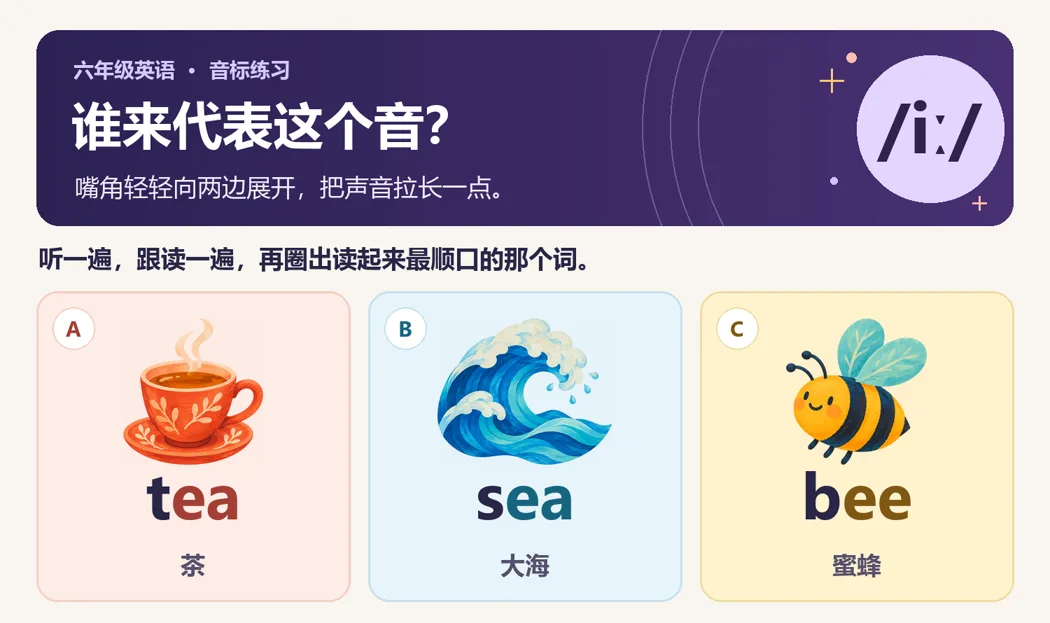 六年级英语 • 音标练习
谁来代表这个音？
/iː/
嘴角轻轻向两边展开，把声音拉长一点。
听一遍，跟读一遍，再圈出读起来最顺口的那个词。
A
tea
茶
B
sea
大海
C
bee
蜜蜂